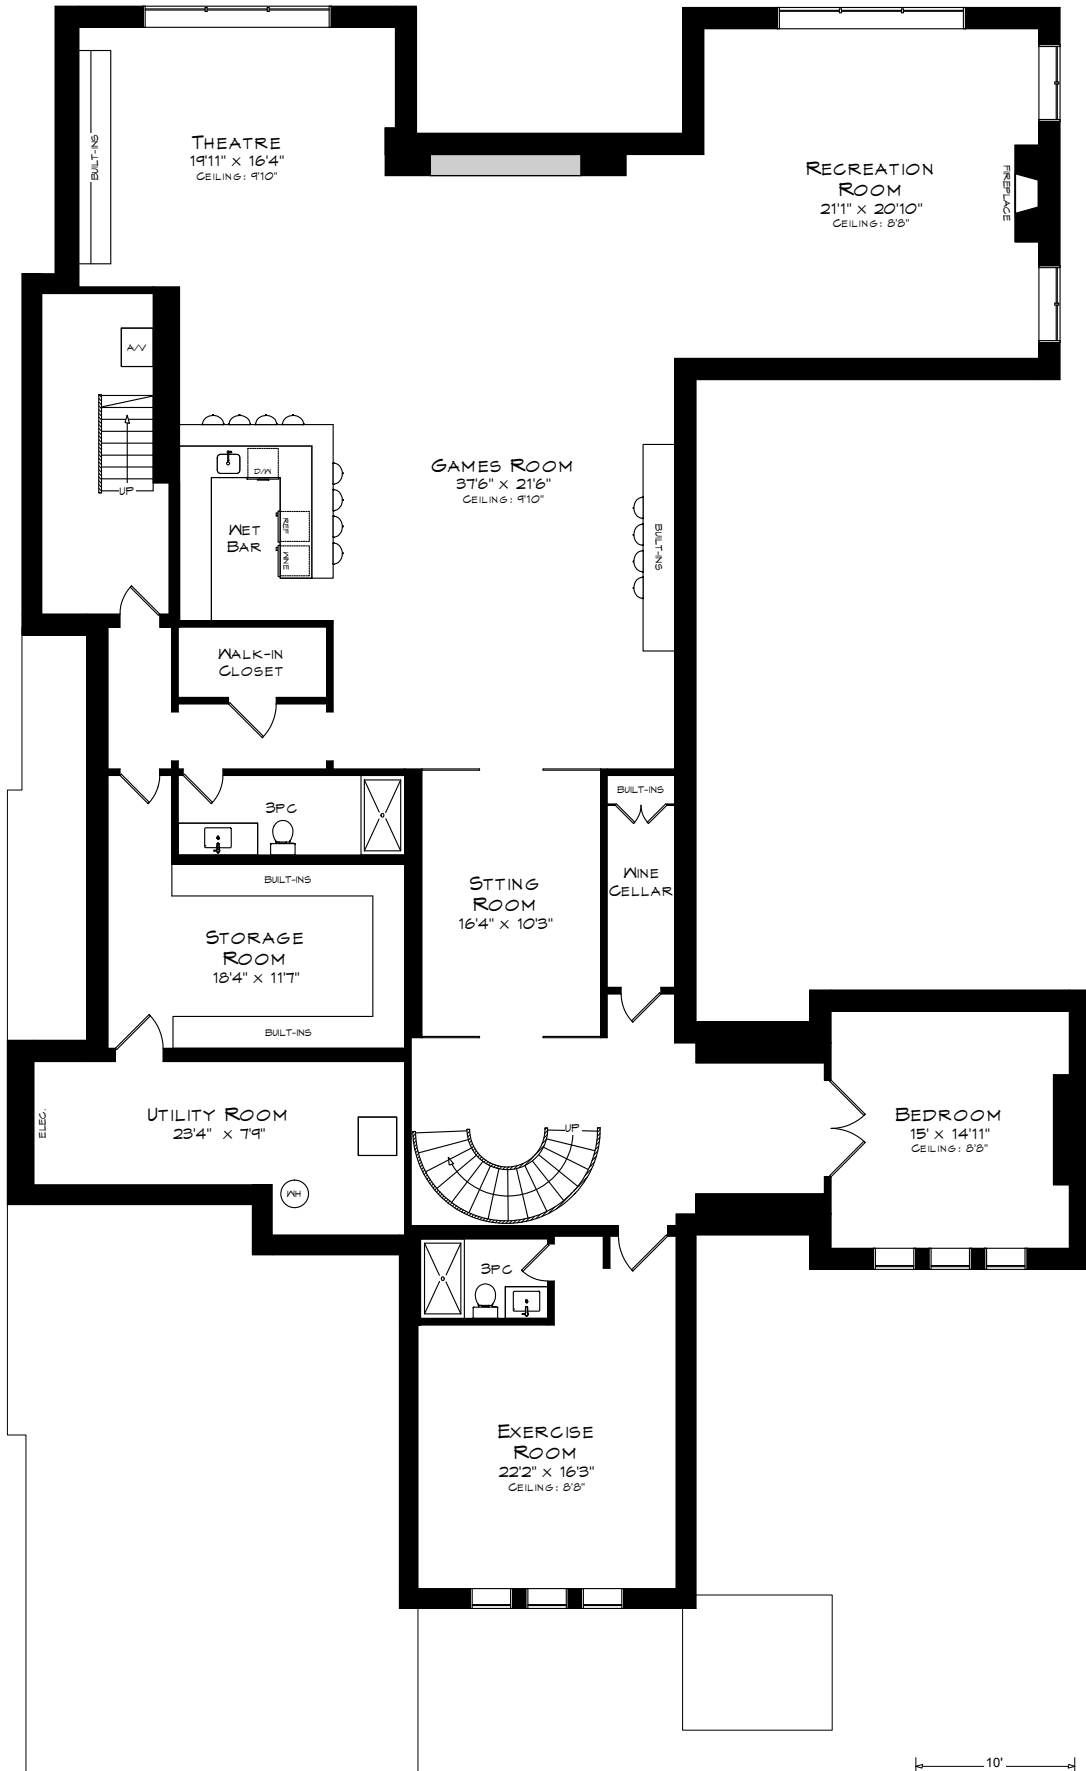 THEATRE
19'11" x 16'4"
CEILING: 9'10"
BUILT-INS
RECREATION
ROOM
21'1" x 20'10"
CEILING: 8'8"
FIREPLACE
A/V
UP
GAMES ROOM
37'6" x 21'6"
CEILING: 9'10"
D/W
REF
WINE
WET
BAR
BUILT-INS
WALK-IN
CLOSET
3PC
BUILT-INS
WINE
CELLAR
STTING
ROOM
16'4" x 10'3"
BUILT-INS
STORAGE
ROOM
18'4" x 11'7"
BUILT-INS
UTILITY ROOM
23'4" x 7'9"
ELEC.
WH
UP
BEDROOM
15' x 14'11"
CEILING: 8'8"
3PC
EXERCISE
ROOM
22'2" x 16'3"
CEILING: 8'8"
10'